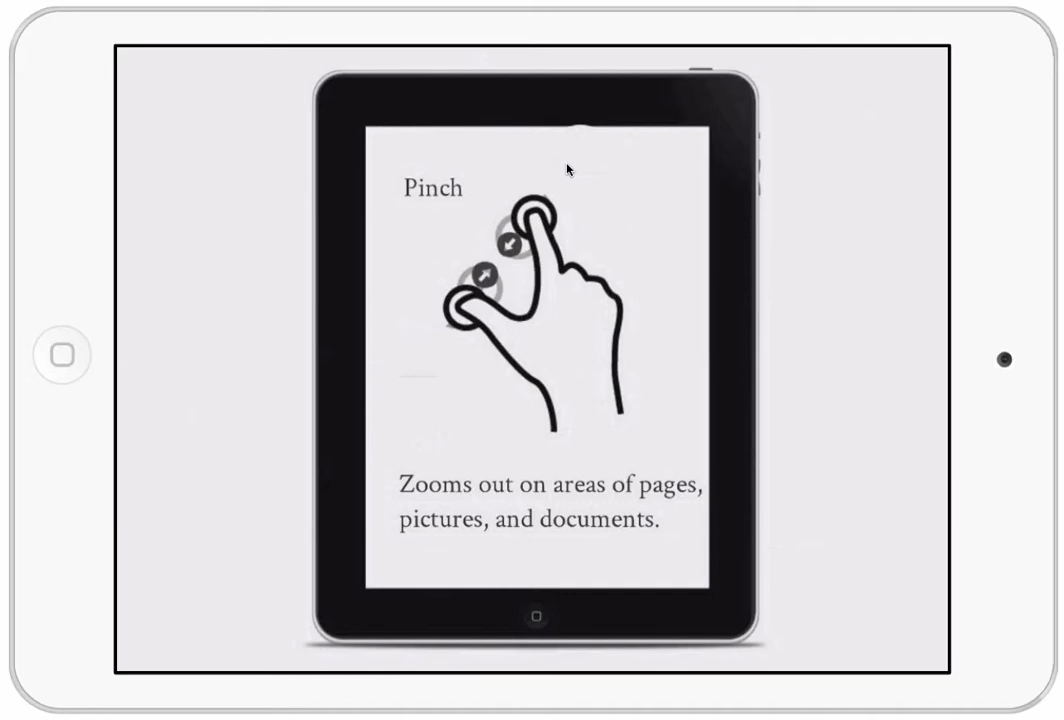 Pinch
Zooms out on areas of pages,
pictures, and documents.